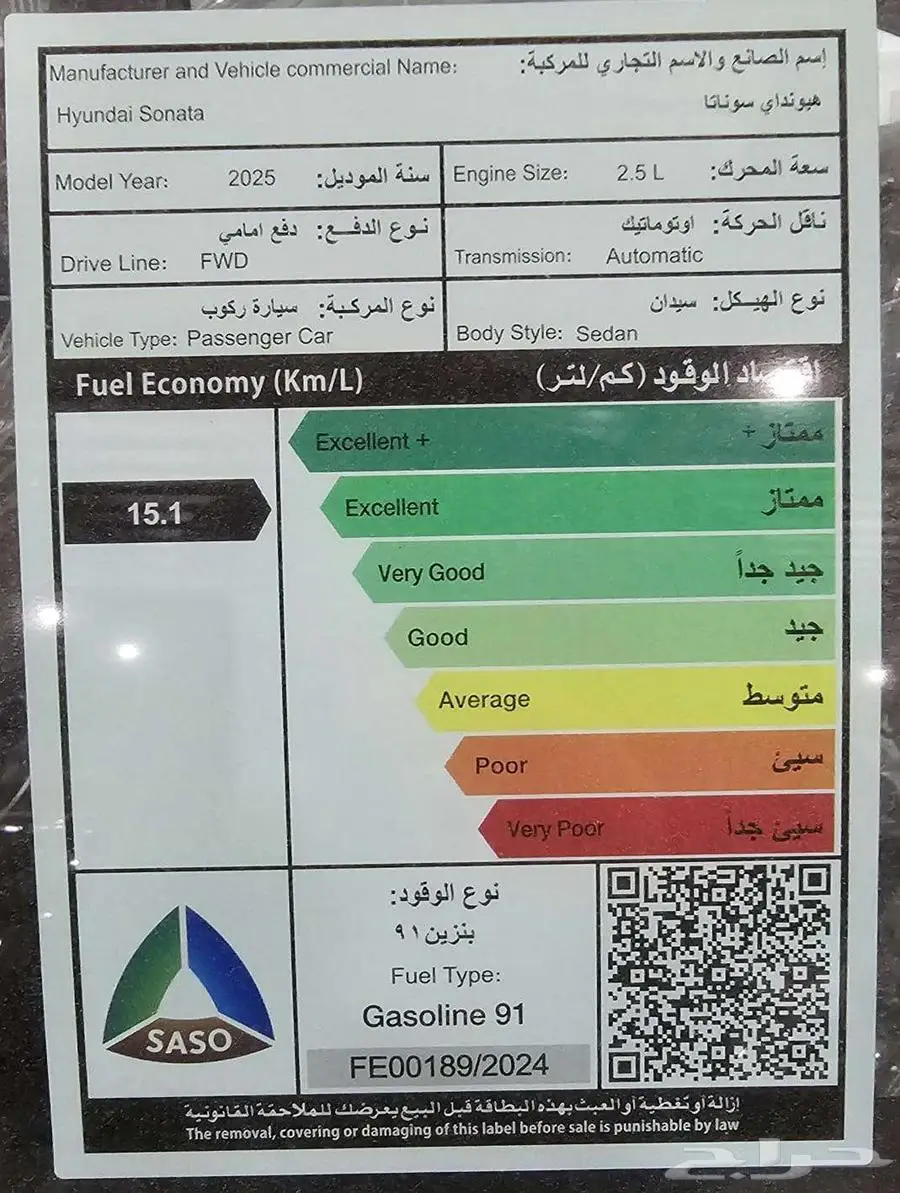 Manufacturer and Vehicle commercial Name: إسم الصانع والاسم التجاري للمركبة:
Hyundai Sonata هيونداي سوناتا
Model Year: 2025 سنة الموديل:
Engine Size: 2.5 L سعة المحرك:
نوع الدفع: دفع امامي
Drive Line: FWD
ناقل الحركة: اوتوماتيك
Transmission: Automatic
نوع المركبة: سيارة ركوب
Vehicle Type: Passenger Car
نوع الهيكل: سيدان
Body Style: Sedan
Fuel Economy (Km/L) اقتصاد الوقود (كم/لتر)
Excellent + ممتاز +
15.1
Excellent ممتاز
Very Good جيد جداً
Good جيد
Average متوسط
Poor سيئ
Very Poor سيئ جداً
SASO
نوع الوقود:
بنزين ٩١
Fuel Type:
Gasoline 91
FE00189/2024
إزالة أو تغطية أو العبث بهذه البطاقة قبل البيع يعرضك للملاحقة القانونية
The removal, covering or damaging of this label before sale is punishable by law
حراج